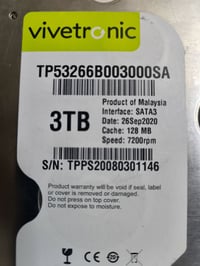 vivetronic
TP53266B003000SA
3TB
Product of Malaysia
Interface: SATA3
Date: 26Sep2020
Cache: 128 MB
Speed: 7200rpm
S/N: TPPS20080301146
Product warranty will be void if seal, label
or cover is removed or damaged.
Do not press on top of cover.
Do not expose to moisture.